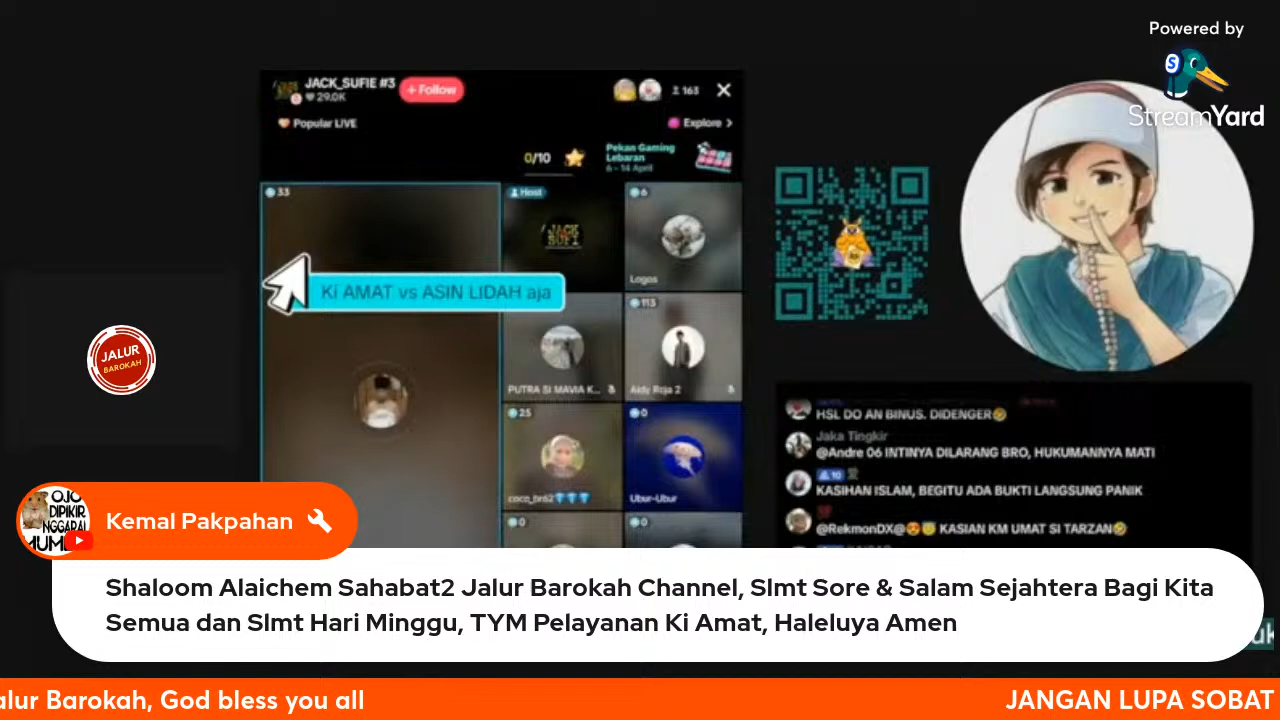 Powered by
StreamYard
JACK_SUFIE #3
29.0K
+ Follow
163
Popular LIVE
Explore >
0/10
Pekan Gaming
Lebaran
6 - 14 April
33
Host
6
JACK
SUFI
Logos
Ki AMAT vs ASIN LIDAH aja
113
PUTRA SI MAVIA K...
Aldy Roja 2
25
0
coco_br62
Ubur-Ubur
0
0
JALUR
BAROKAH
HSL DO AN BINUS. DIDENGER🤣
Jaka Tingkir
@Andre 06 INTINYA DILARANG BRO, HUKUMANNYA MATI
10
KASIHAN ISLAM, BEGITU ADA BUKTI LANGSUNG PANIK
@RekmonDX@😍😇 KASIAN KM UMAT SI TARZAN🤣
OJO
DIPIKIR
Kemal Pakpahan
Shaloom Alaichem Sahabat2 Jalur Barokah Channel, Slmt Sore & Salam Sejahtera Bagi Kita
Semua dan Slmt Hari Minggu, TYM Pelayanan Ki Amat, Haleluya Amen
alur Barokah, God bless you all
JANGAN LUPA SOBAT